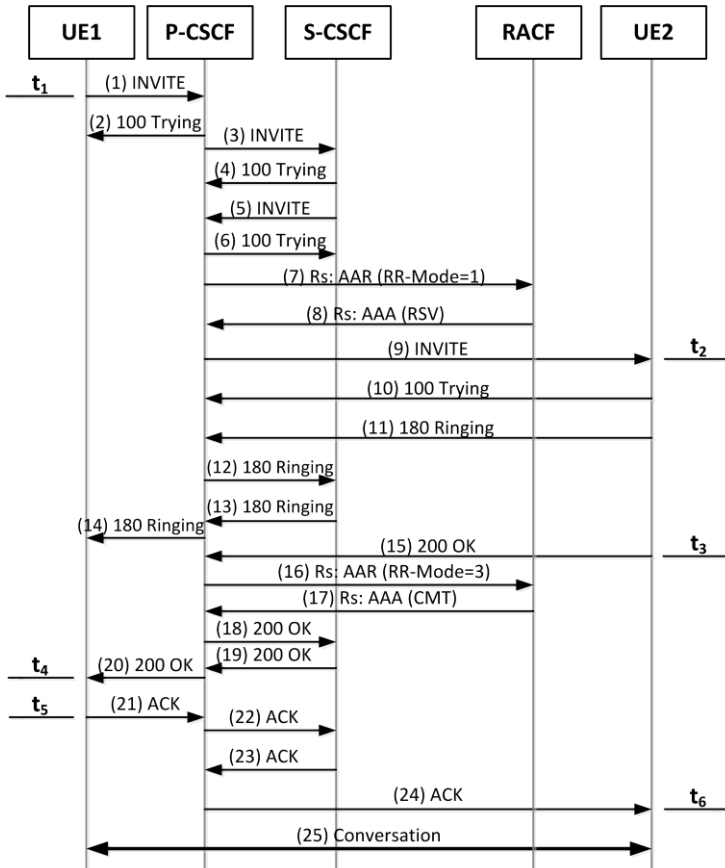 UE1 P-CSCF S-CSCF RACF UE2
t1 (1) INVITE
(2) 100 Trying
(3) INVITE
(4) 100 Trying
(5) INVITE
(6) 100 Trying
(7) Rs: AAR (RR-Mode=1)
(8) Rs: AAA (RSV)
(9) INVITE t2
(10) 100 Trying
(11) 180 Ringing
(12) 180 Ringing
(13) 180 Ringing
(14) 180 Ringing
(15) 200 OK t3
(16) Rs: AAR (RR-Mode=3)
(17) Rs: AAA (CMT)
(18) 200 OK
(19) 200 OK
t4 (20) 200 OK
t5 (21) ACK
(22) ACK
(23) ACK
(24) ACK t6
(25) Conversation